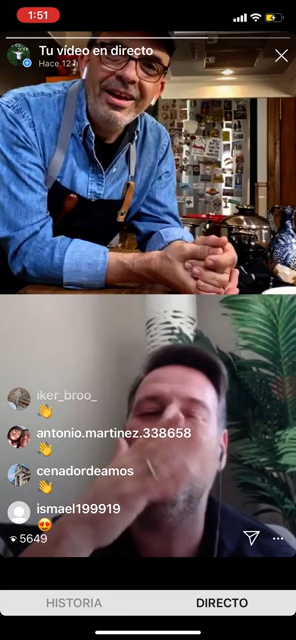 1:51
Tu vídeo en directo
Hace 12 h
iker_broo_
👏
antonio.martinez.338658
👏
cenadordeamos
👏
ismael199919
😍
5649
HISTORIA
DIRECTO